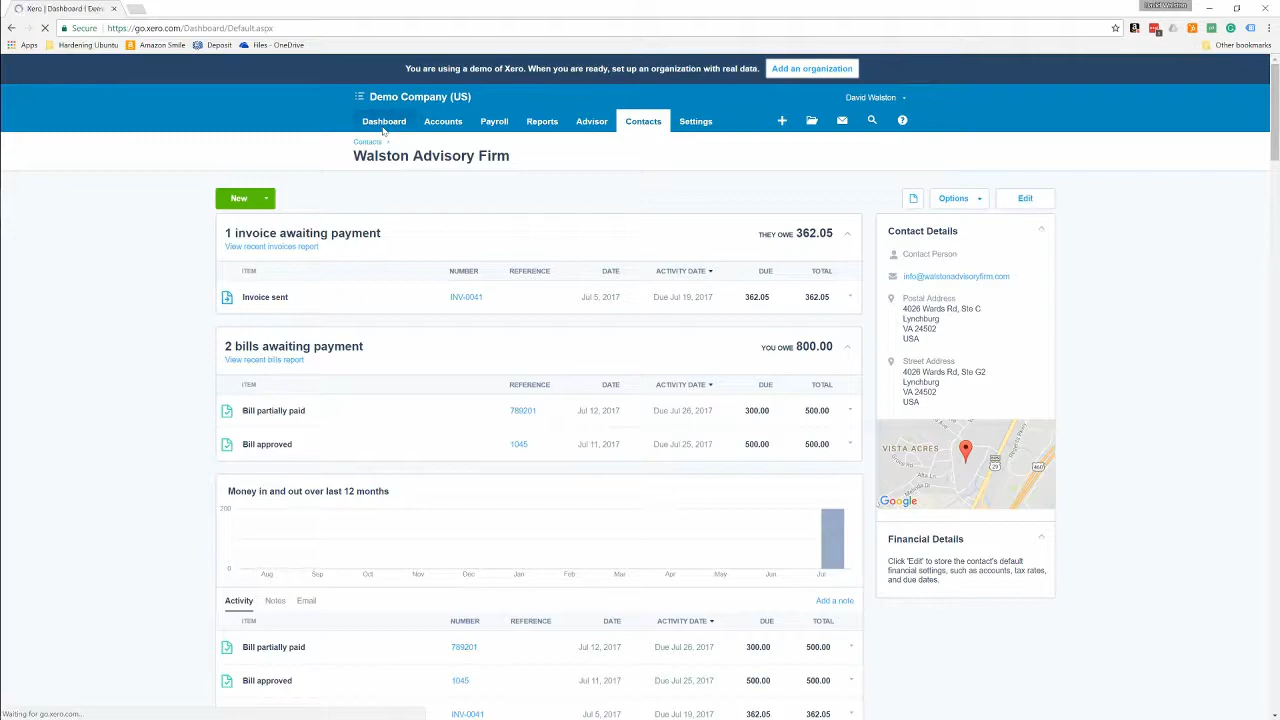 Xero | Dashboard | Dem
David Walston
Secure https://go.xero.com/Dashboard/Default.aspx
Apps Hardening Ubuntu Amazon Smile Deposit Files - OneDrive Other bookmarks
You are using a demo of Xero. When you are ready, set up an organization with real data. Add an organization
Demo Company (US) David Walston
Dashboard Accounts Payroll Reports Advisor Contacts Settings
Contacts ›
Walston Advisory Firm
New Options Edit
1 invoice awaiting payment THEY OWE 362.05
View recent invoices report
ITEM NUMBER REFERENCE DATE ACTIVITY DATE DUE TOTAL
Invoice sent INV-0041 Jul 5, 2017 Due Jul 19, 2017 362.05 362.05
2 bills awaiting payment YOU OWE 800.00
View recent bills report
ITEM REFERENCE DATE ACTIVITY DATE DUE TOTAL
Bill partially paid 789201 Jul 12, 2017 Due Jul 26, 2017 300.00 500.00
Bill approved 1045 Jul 11, 2017 Due Jul 25, 2017 500.00 500.00
Money in and out over last 12 months
200
0
Aug Sep Oct Nov Dec Jan Feb Mar Apr May Jun Jul
Activity Notes Email Add a note
ITEM NUMBER REFERENCE DATE ACTIVITY DATE DUE TOTAL
Bill partially paid 789201 Jul 12, 2017 Due Jul 26, 2017 300.00 500.00
Bill approved 1045 Jul 11, 2017 Due Jul 25, 2017 500.00 500.00
INV-0041 Jul 5, 2017 Due Jul 19, 2017 362.05 362.05
Contact Details
Contact Person
info@walstonadvisoryfirm.com
Postal Address
4026 Wards Rd, Ste C
Lynchburg
VA 24502
USA
Street Address
4026 Wards Rd, Ste G2
Lynchburg
VA 24502
USA
VISTA ACRES
29
460
Google
Financial Details
Click 'Edit' to store the contact's default
financial settings, such as accounts, tax rates,
and due dates.
Waiting for go.xero.com...